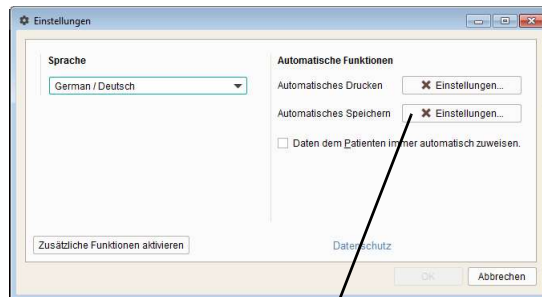 Einstellungen
Sprache
German / Deutsch
Automatische Funktionen
Automatisches Drucken
Einstellungen...
Automatisches Speichern
Einstellungen...
Daten dem Patienten immer automatisch zuweisen.
Zusätzliche Funktionen aktivieren
Datenschutz
OK
Abbrechen